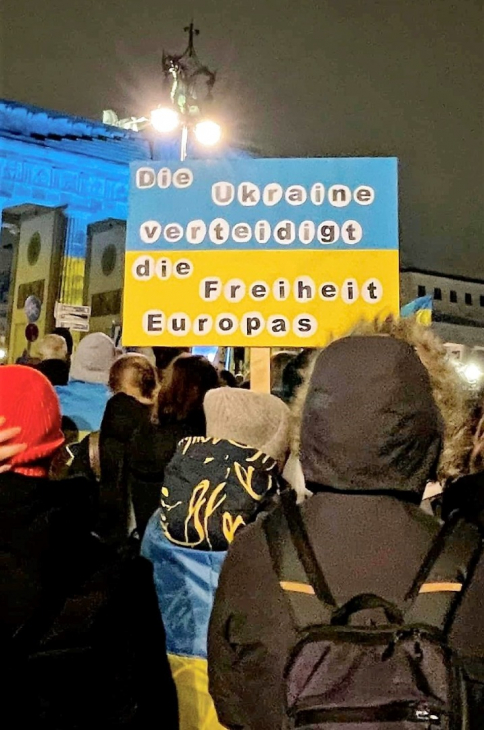 Die
Ukraine
verteidigt
die
Freiheit
Europas